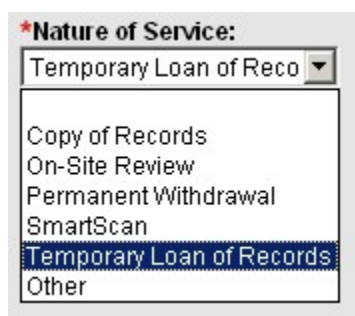 *Nature of Service:
Temporary Loan of Reco
Copy of Records
On-Site Review
Permanent Withdrawal
SmartScan
Temporary Loan of Records
Other